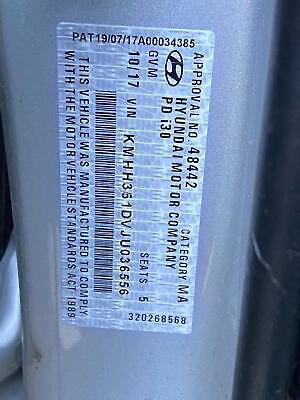 PAT19/07/17A00034385
APPROVAL NO. 48442 CATEGORY. MA
HYUNDAI MOTOR COMPANY
PD i30
GVM SEATS 5
10/17 VIN KMHH351DVJU036556
THIS VEHICLE WAS MANUFACTURED TO COMPLY
WITH THE MOTOR VEHICLE STANDARDS ACT 1989
320268568